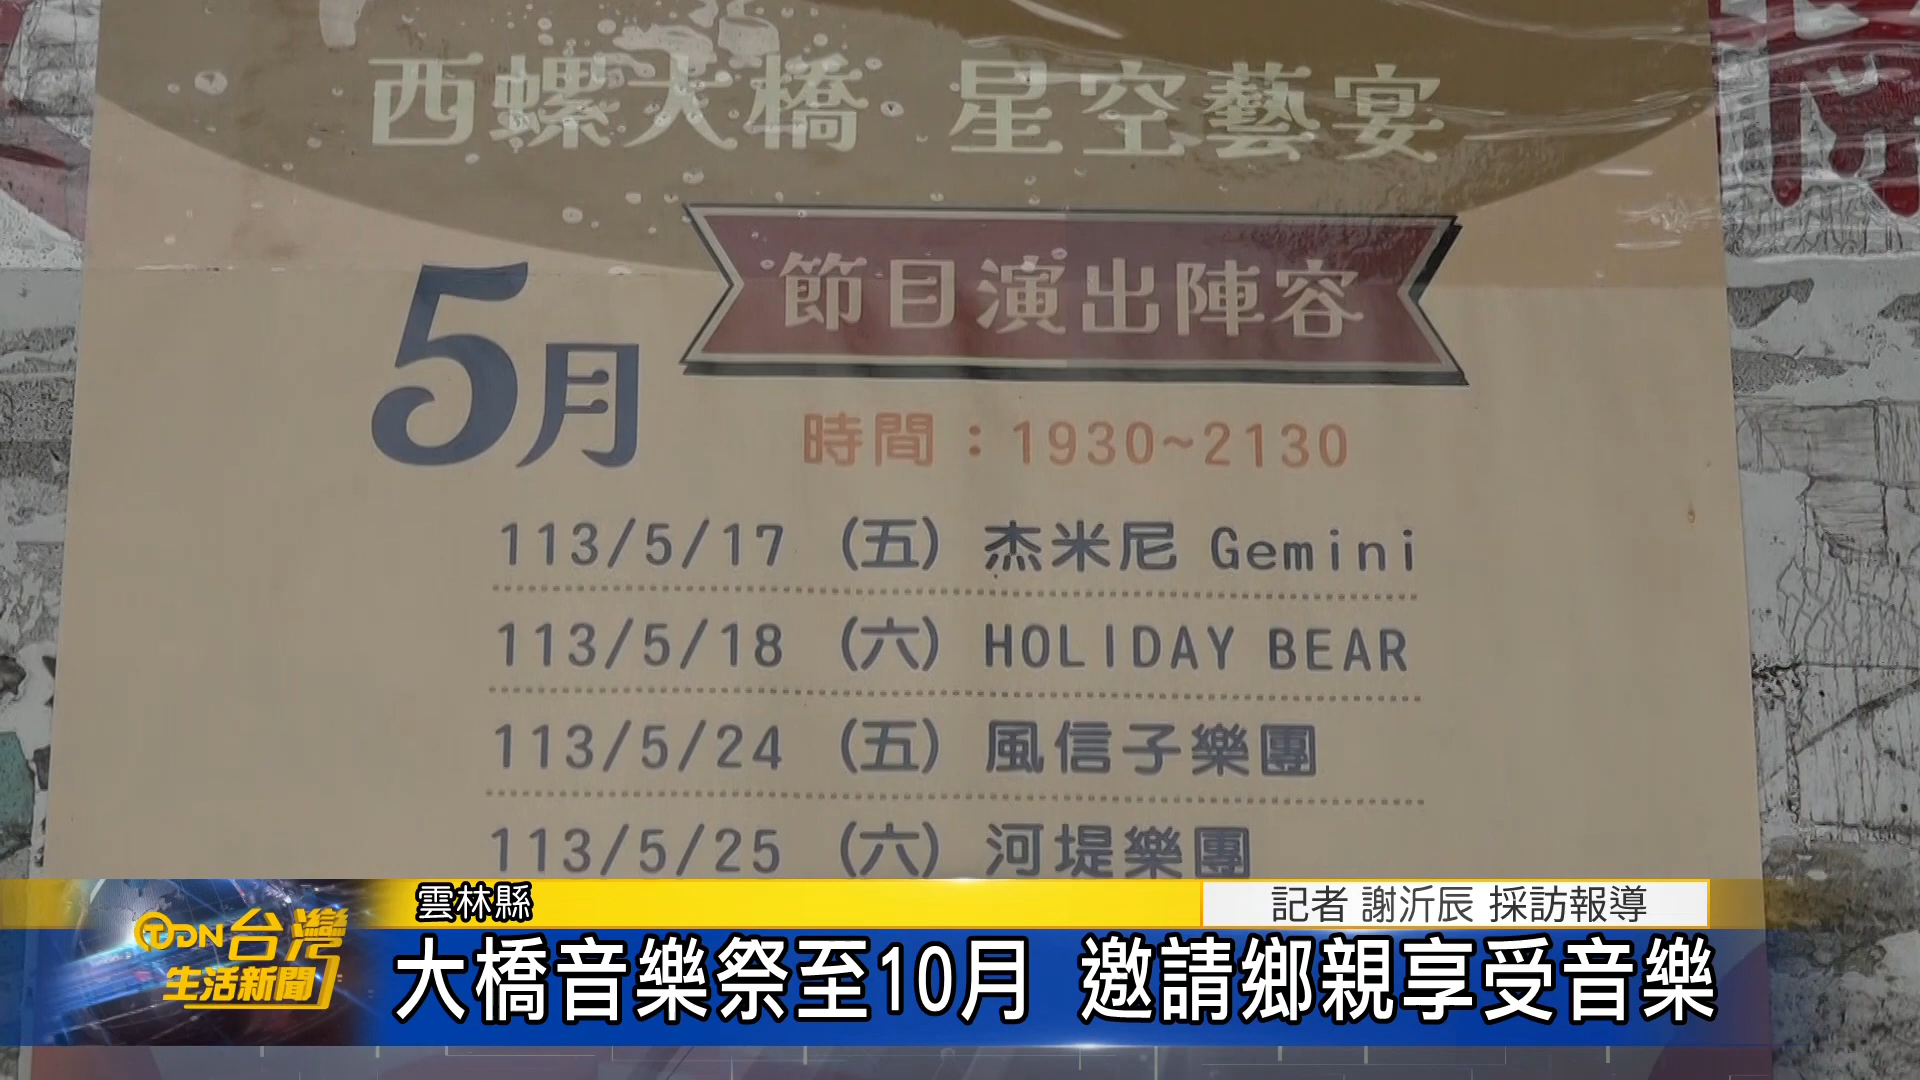 西螺大橋 星空藝宴
節目演出陣容
5月
時間：1930~2130
113/5/17 (五) 杰米尼 Gemini
113/5/18 (六) HOLIDAY BEAR
113/5/24 (五) 風信子樂團
113/5/25 (六) 河堤樂團
雲林縣
記者 謝沂辰 採訪報導
TDN 台灣
生活新聞
大橋音樂祭至10月 邀請鄉親享受音樂